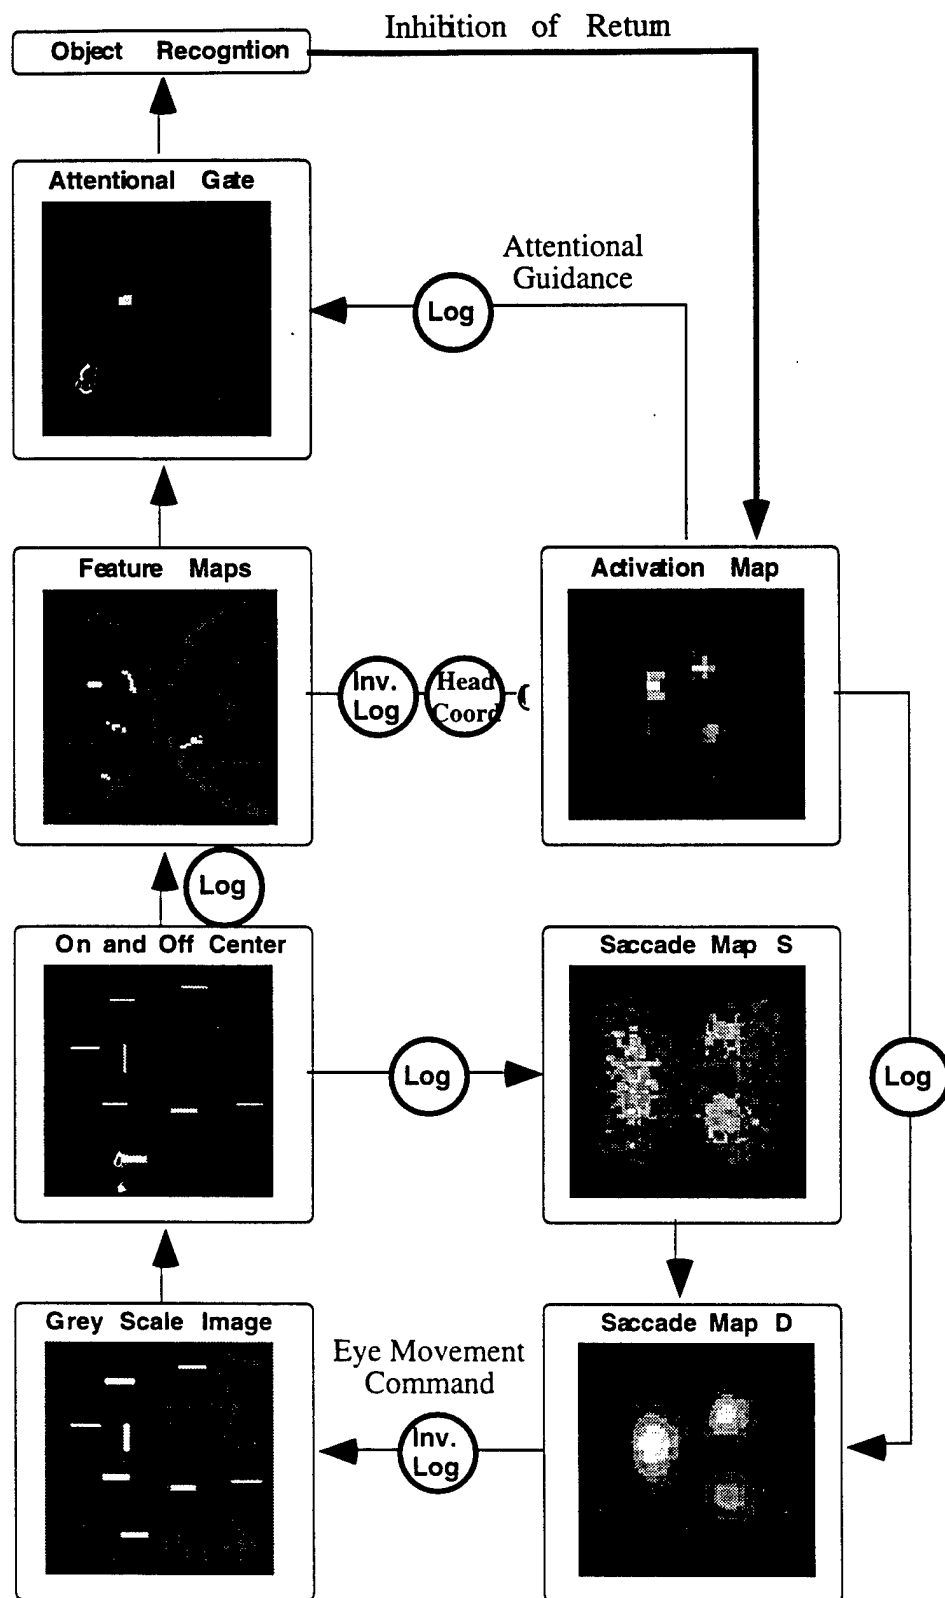 Inhibition of Return
Object Recogntion
Attentional Gate
Attentional
Guidance
Log
Feature Maps
Activation Map
Inv.
Log
Head
Coord
Log
On and Off Center
Saccade Map S
Log
Log
Grey Scale Image
Saccade Map D
Eye Movement
Command
Inv.
Log